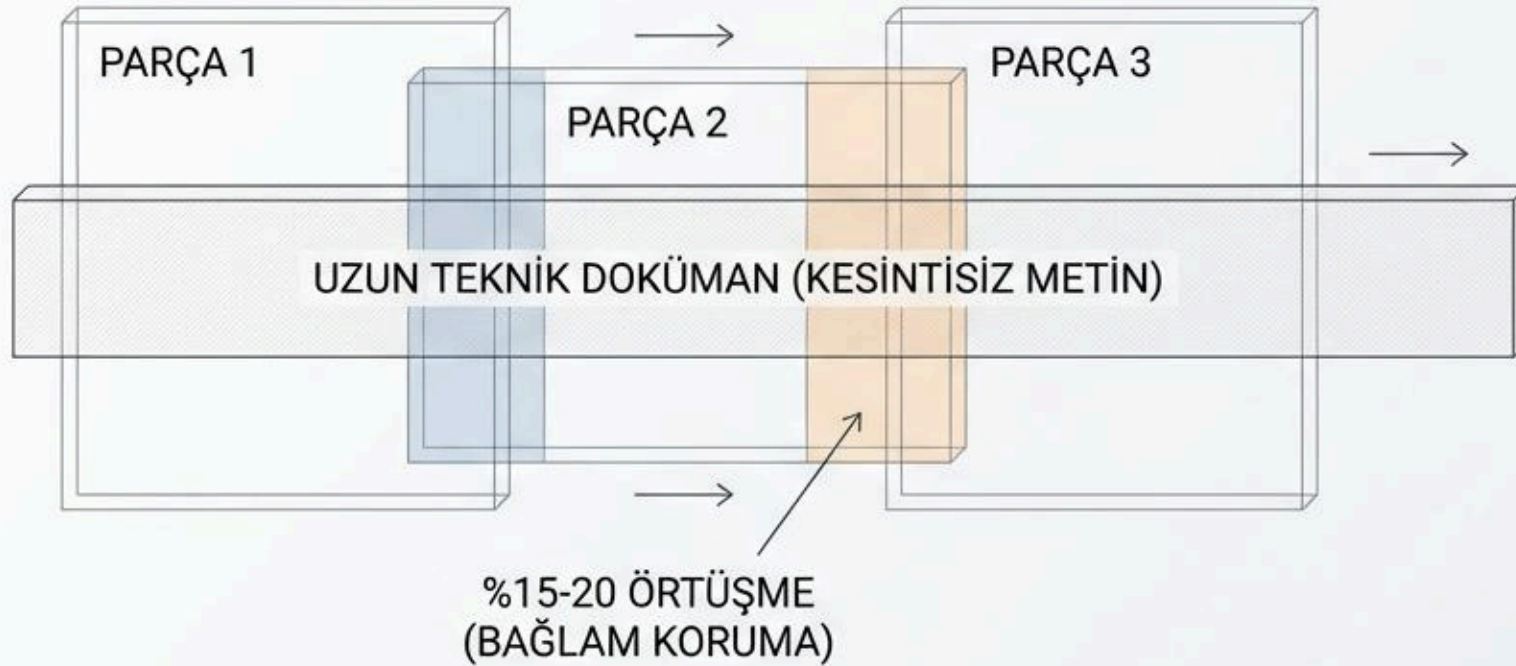 PARÇA 1
PARÇA 2
PARÇA 3
UZUN TEKNİK DOKÜMAN (KESİNTİSİZ METİN)
%15-20 ÖRTÜŞME
(BAĞLAM KORUMA)